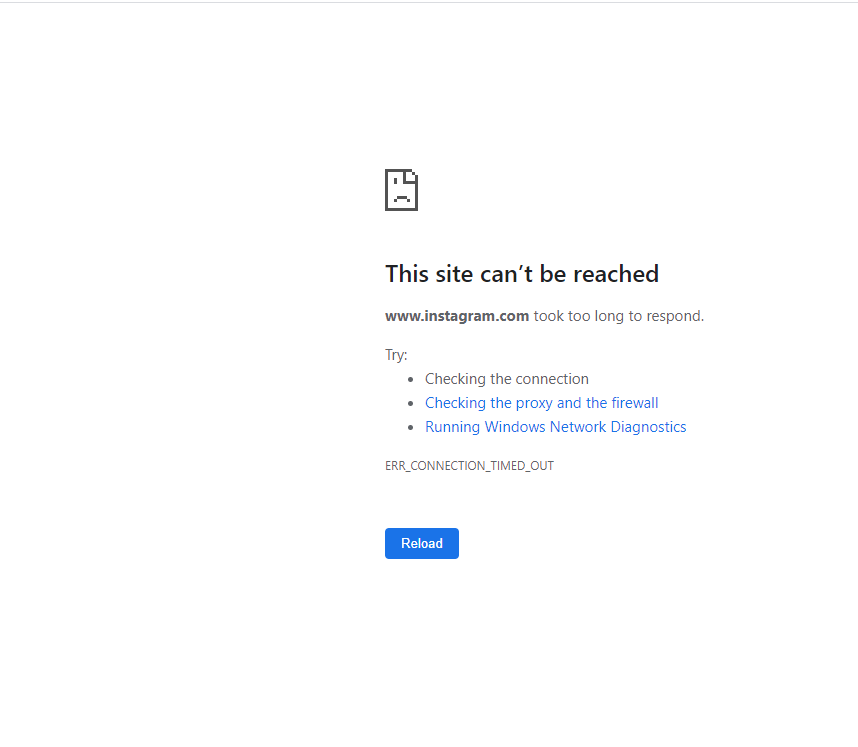 This site can’t be reached
www.instagram.com took too long to respond.
Try:
• Checking the connection
• Checking the proxy and the firewall
• Running Windows Network Diagnostics
ERR_CONNECTION_TIMED_OUT
Reload